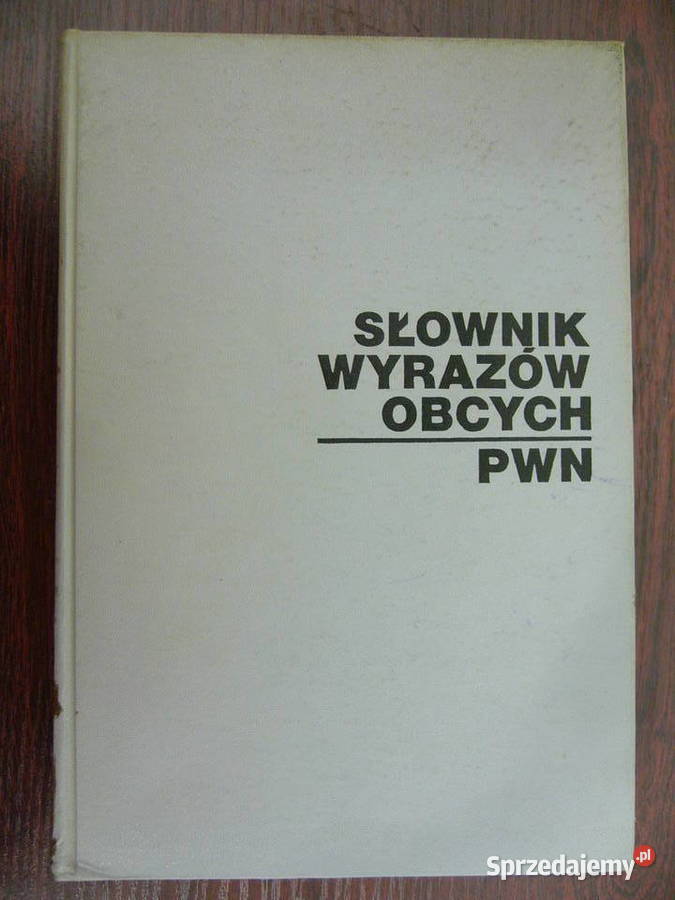 SŁOWNIK
WYRAZÓW
OBCYCH
PWN
Sprzedajemy.pl